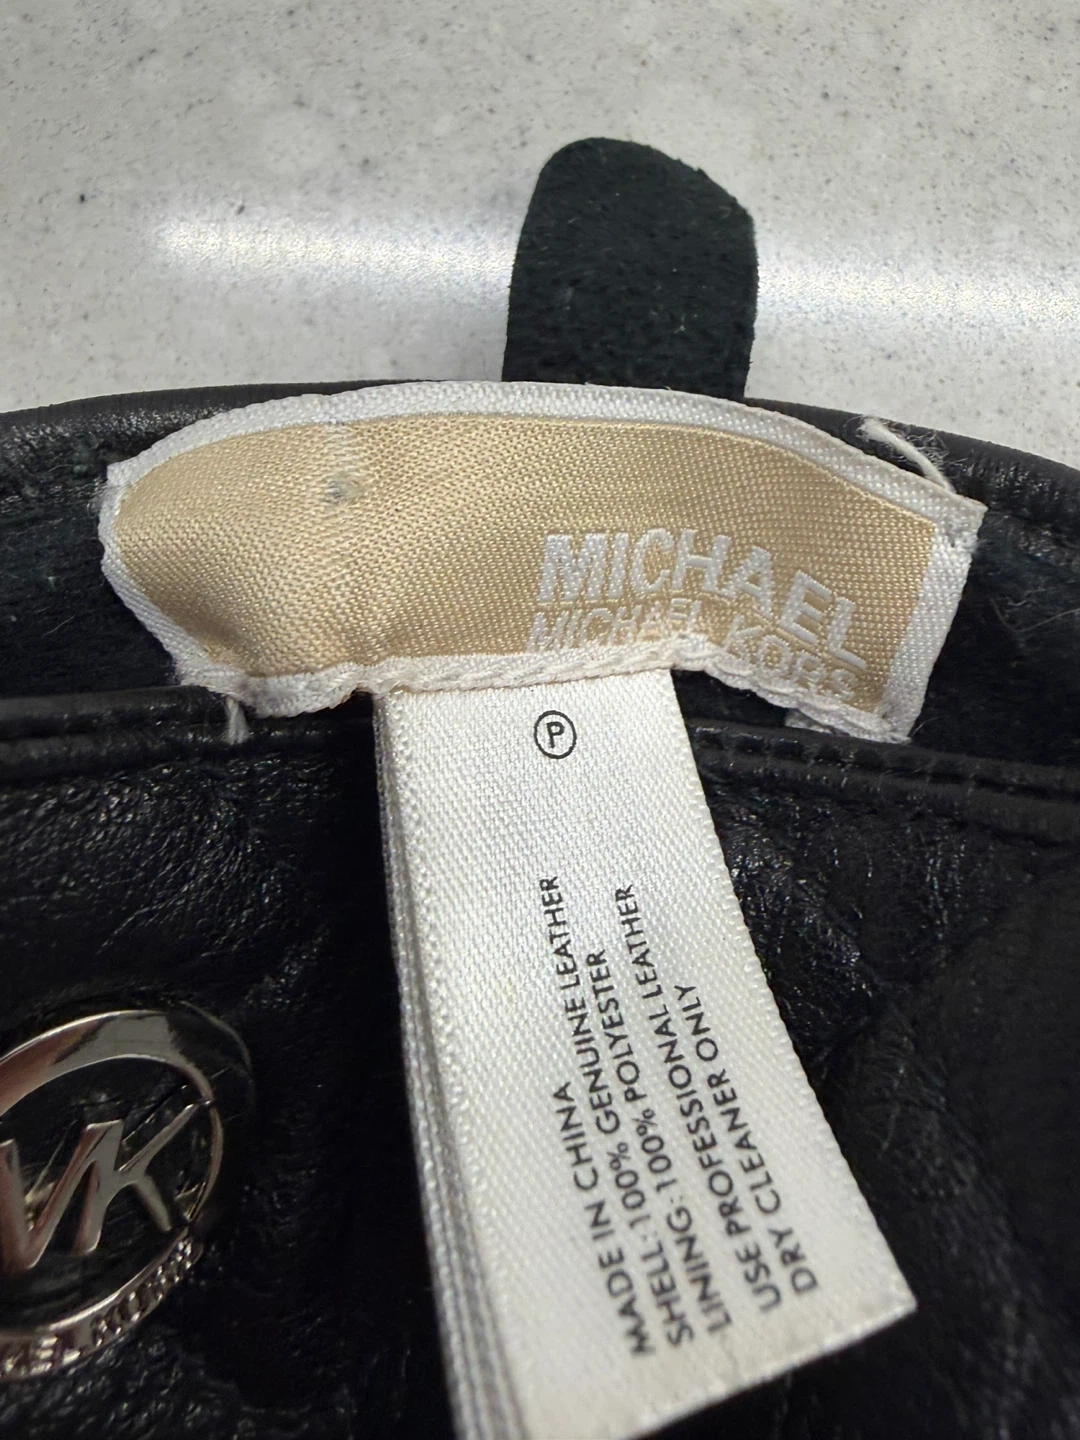 MICHAEL
MICHAEL KORS
P
MADE IN CHINA
SHELL: 100% GENUINE LEATHER
LINING: 100% POLYESTER
USE PROFESSIONAL LEATHER
DRY CLEANER ONLY
MK